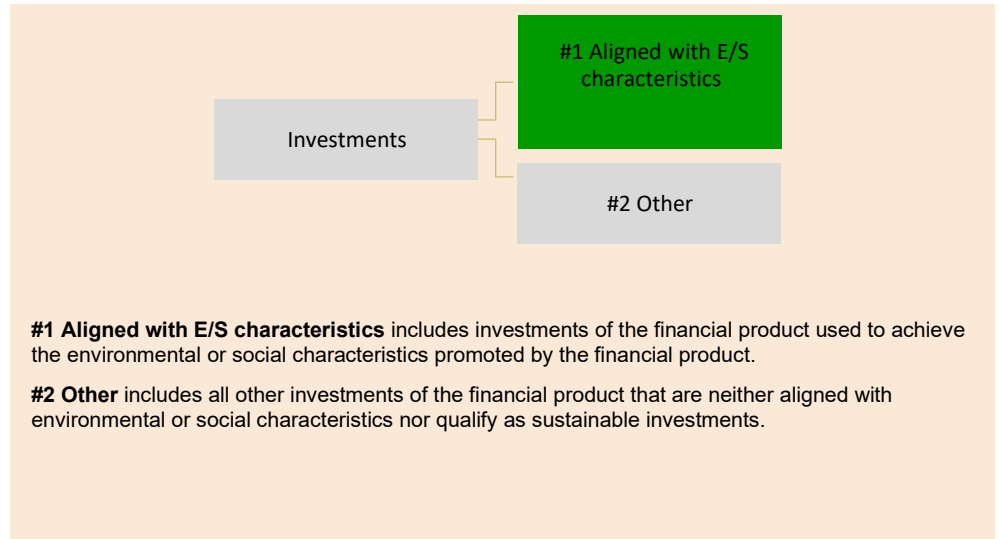 #1 Aligned with E/S
characteristics
Investments
#2 Other
#1 Aligned with E/S characteristics includes investments of the financial product used to achieve
the environmental or social characteristics promoted by the financial product.
#2 Other includes all other investments of the financial product that are neither aligned with
environmental or social characteristics nor qualify as sustainable investments.